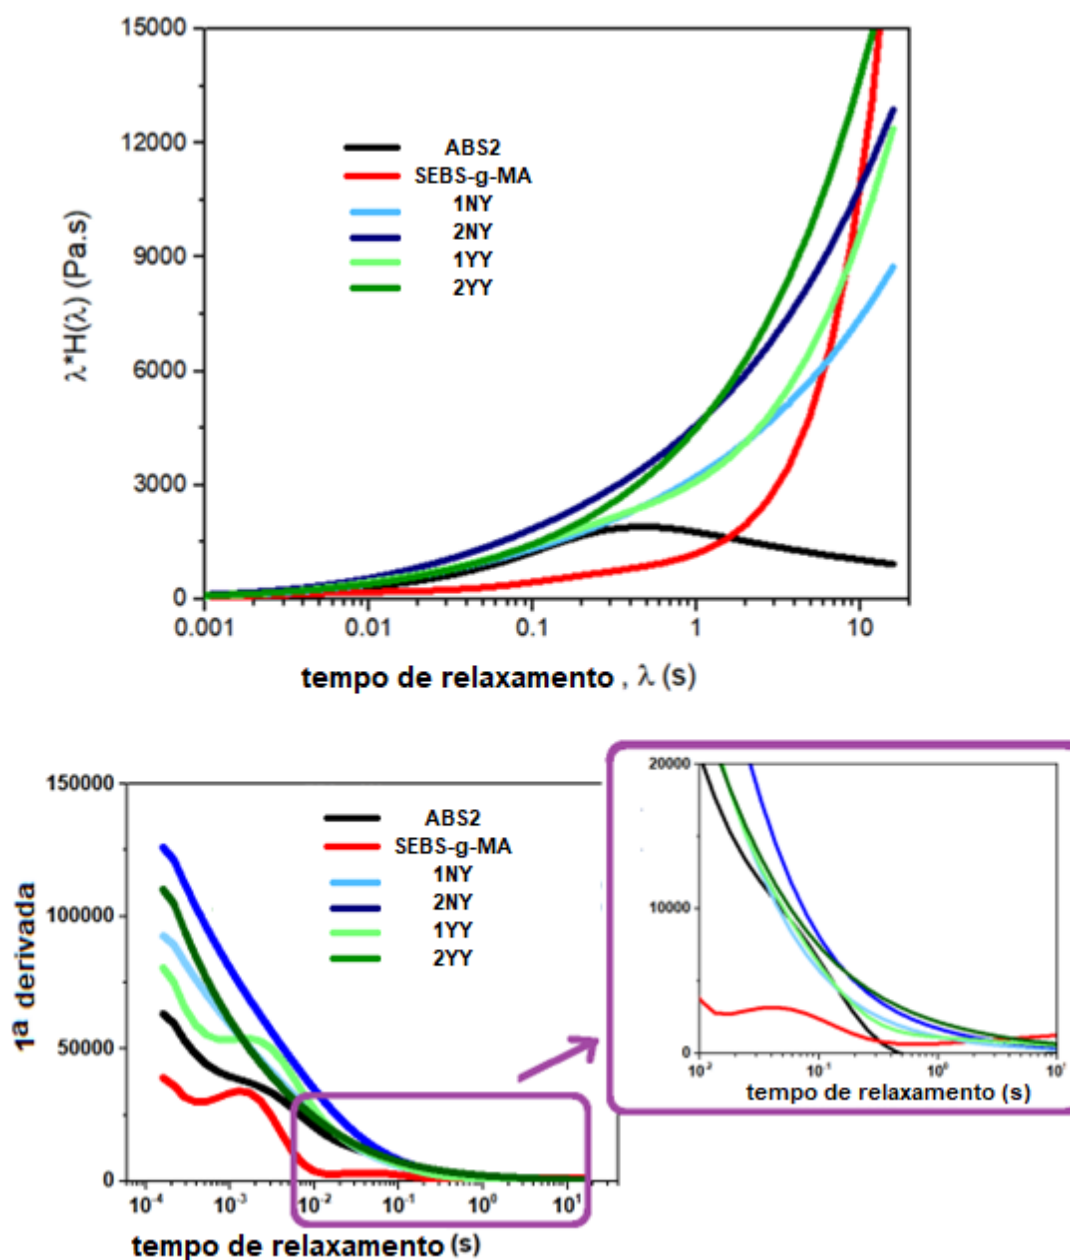 15000
12000
9000
6000
3000
0
λ*H(λ) (Pa.s)
ABS2
SEBS-g-MA
1NY
2NY
1YY
2YY
0.001
0.01
0.1
1
10
tempo de relaxamento , λ (s)
150000
100000
50000
0
1ª derivada
ABS2
SEBS-g-MA
1NY
2NY
1YY
2YY
10⁻⁴
10⁻³
10⁻²
10⁻¹
10⁰
10¹
tempo de relaxamento (s)
20000
10000
0
10⁻²
10⁻¹
10⁰
10¹
tempo de relaxamento (s)